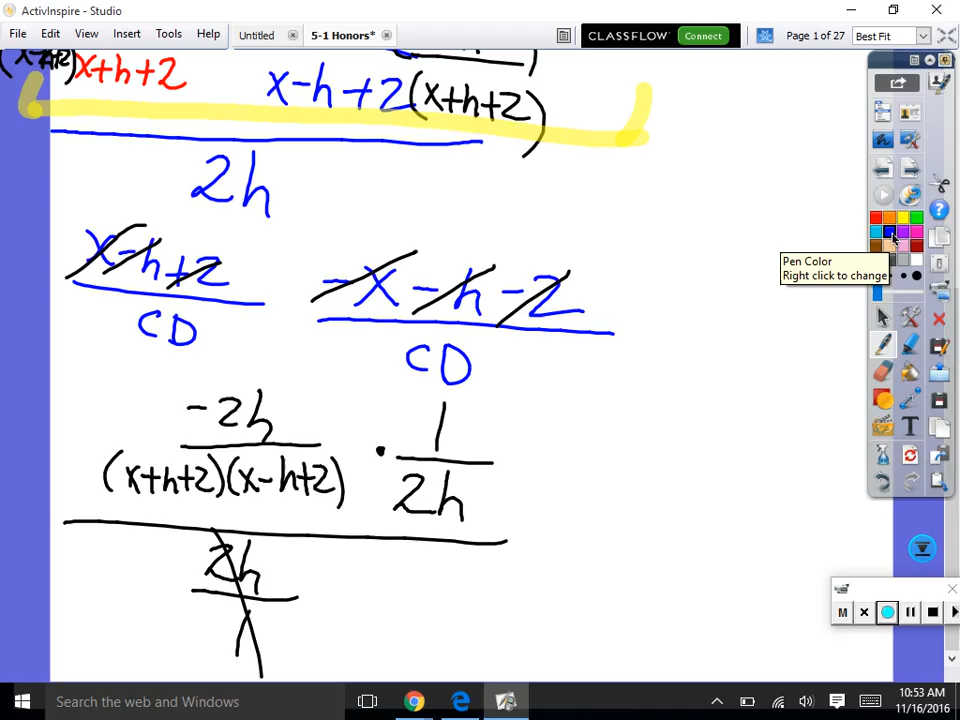 ActivInspire - Studio
File Edit View Insert Tools Help Untitled 5-1 Honors* CLASSFLOW Connect Page 1 of 27 Best Fit
x+h+2
x-h+2(x+h+2)
2h
x-h+2
CD
-x-h-2
CD
Pen Color
Right click to change
-2h
(x+h+2)(x-h+2)
• 1
2h
2h
1
M
Search the web and Windows
10:53 AM
11/16/2016